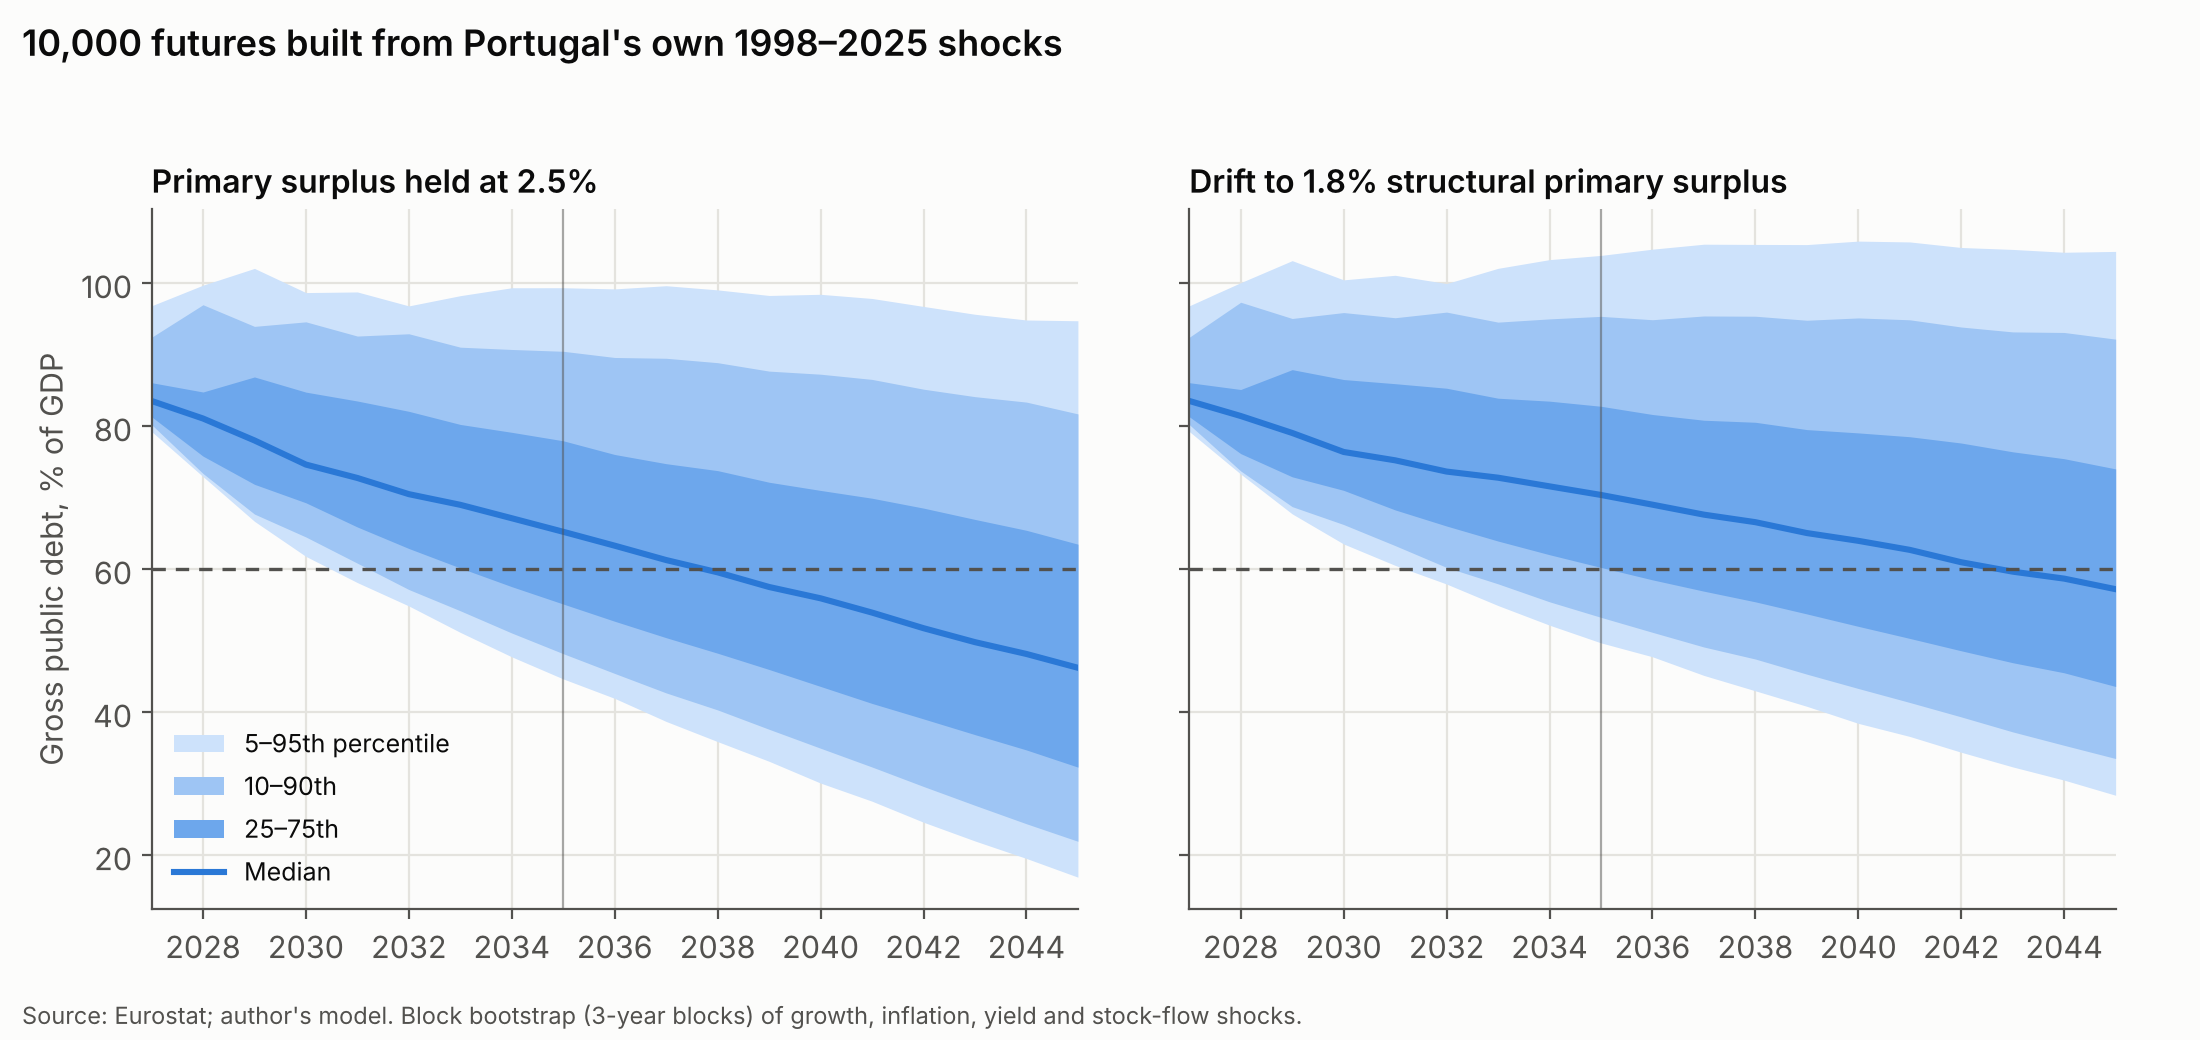 10,000 futures built from Portugal's own 1998–2025 shocks
Primary surplus held at 2.5%
Drift to 1.8% structural primary surplus
Gross public debt, % of GDP
100
80
60
40
20
5–95th percentile
10–90th
25–75th
Median
2028 2030 2032 2034 2036 2038 2040 2042 2044
2028 2030 2032 2034 2036 2038 2040 2042 2044
Source: Eurostat; author's model. Block bootstrap (3-year blocks) of growth, inflation, yield and stock-flow shocks.